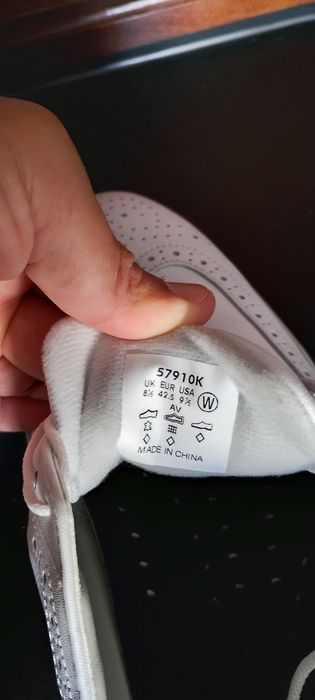 57910K
UK EUR USA
8½ 42.5 9½
W
AV
MADE IN CHINA